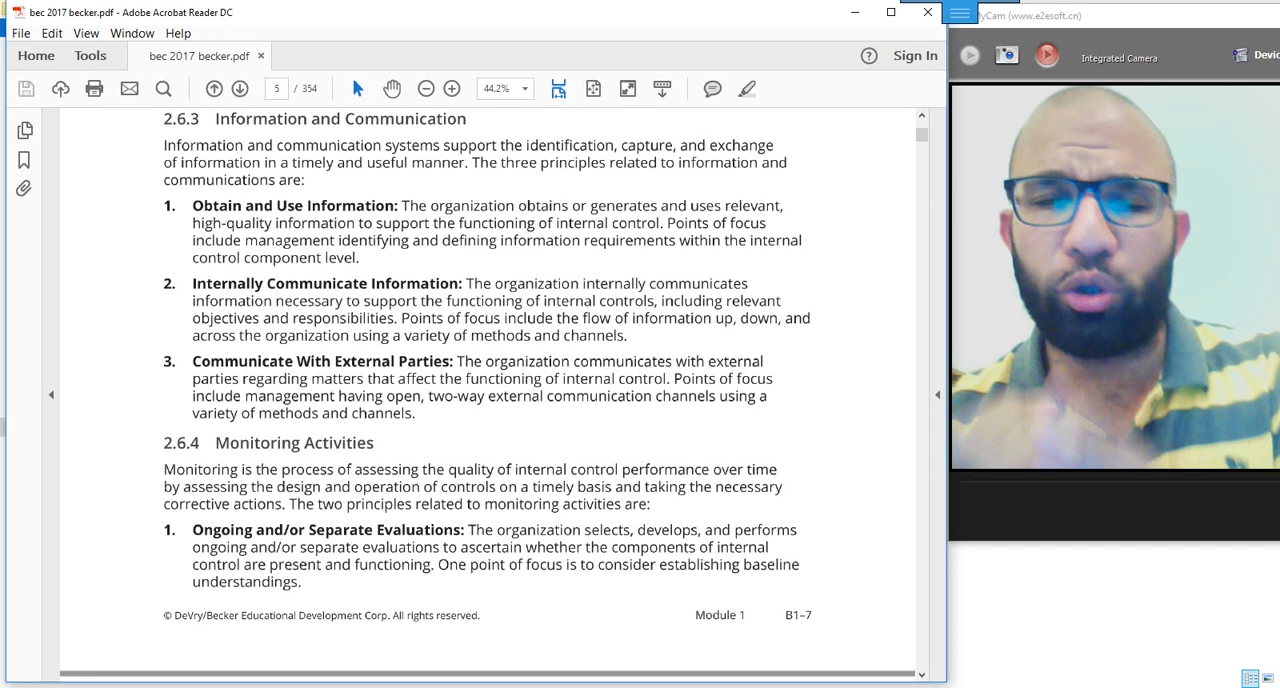 bec 2017 becker.pdf - Adobe Acrobat Reader DC
File Edit View Window Help
Home Tools bec 2017 becker.pdf × Sign In
5 / 354 44.2%
2.6.3 Information and Communication
Information and communication systems support the identification, capture, and exchange
of information in a timely and useful manner. The three principles related to information and
communications are:
1. Obtain and Use Information: The organization obtains or generates and uses relevant,
high-quality information to support the functioning of internal control. Points of focus
include management identifying and defining information requirements within the internal
control component level.
2. Internally Communicate Information: The organization internally communicates
information necessary to support the functioning of internal controls, including relevant
objectives and responsibilities. Points of focus include the flow of information up, down, and
across the organization using a variety of methods and channels.
3. Communicate With External Parties: The organization communicates with external
parties regarding matters that affect the functioning of internal control. Points of focus
include management having open, two-way external communication channels using a
variety of methods and channels.
2.6.4 Monitoring Activities
Monitoring is the process of assessing the quality of internal control performance over time
by assessing the design and operation of controls on a timely basis and taking the necessary
corrective actions. The two principles related to monitoring activities are:
1. Ongoing and/or Separate Evaluations: The organization selects, develops, and performs
ongoing and/or separate evaluations to ascertain whether the components of internal
control are present and functioning. One point of focus is to consider establishing baseline
understandings.
© DeVry/Becker Educational Development Corp. All rights reserved. Module 1 B1–7
yCam (www.e2esoft.cn)
Integrated Camera Devic